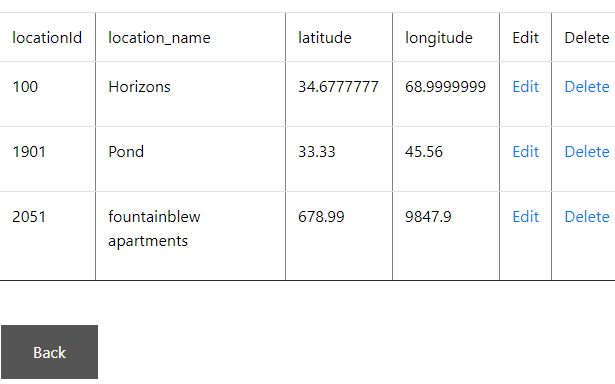 locationId location_name latitude longitude Edit Delete
100 Horizons 34.6777777 68.9999999 Edit Delete
1901 Pond 33.33 45.56 Edit Delete
2051 fountainblew 678.99 9847.9 Edit Delete
apartments
Back